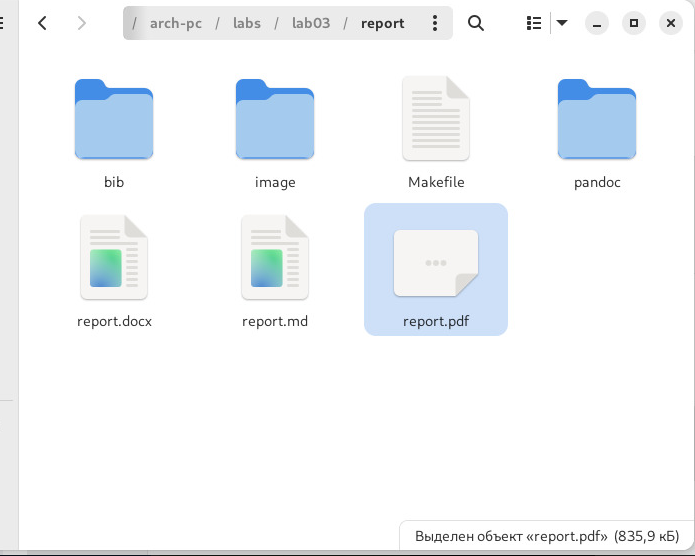 / arch-pc / labs / lab03 / report
bib image Makefile pandoc
report.docx report.md report.pdf
Выделен объект «report.pdf» (835,9 кБ)